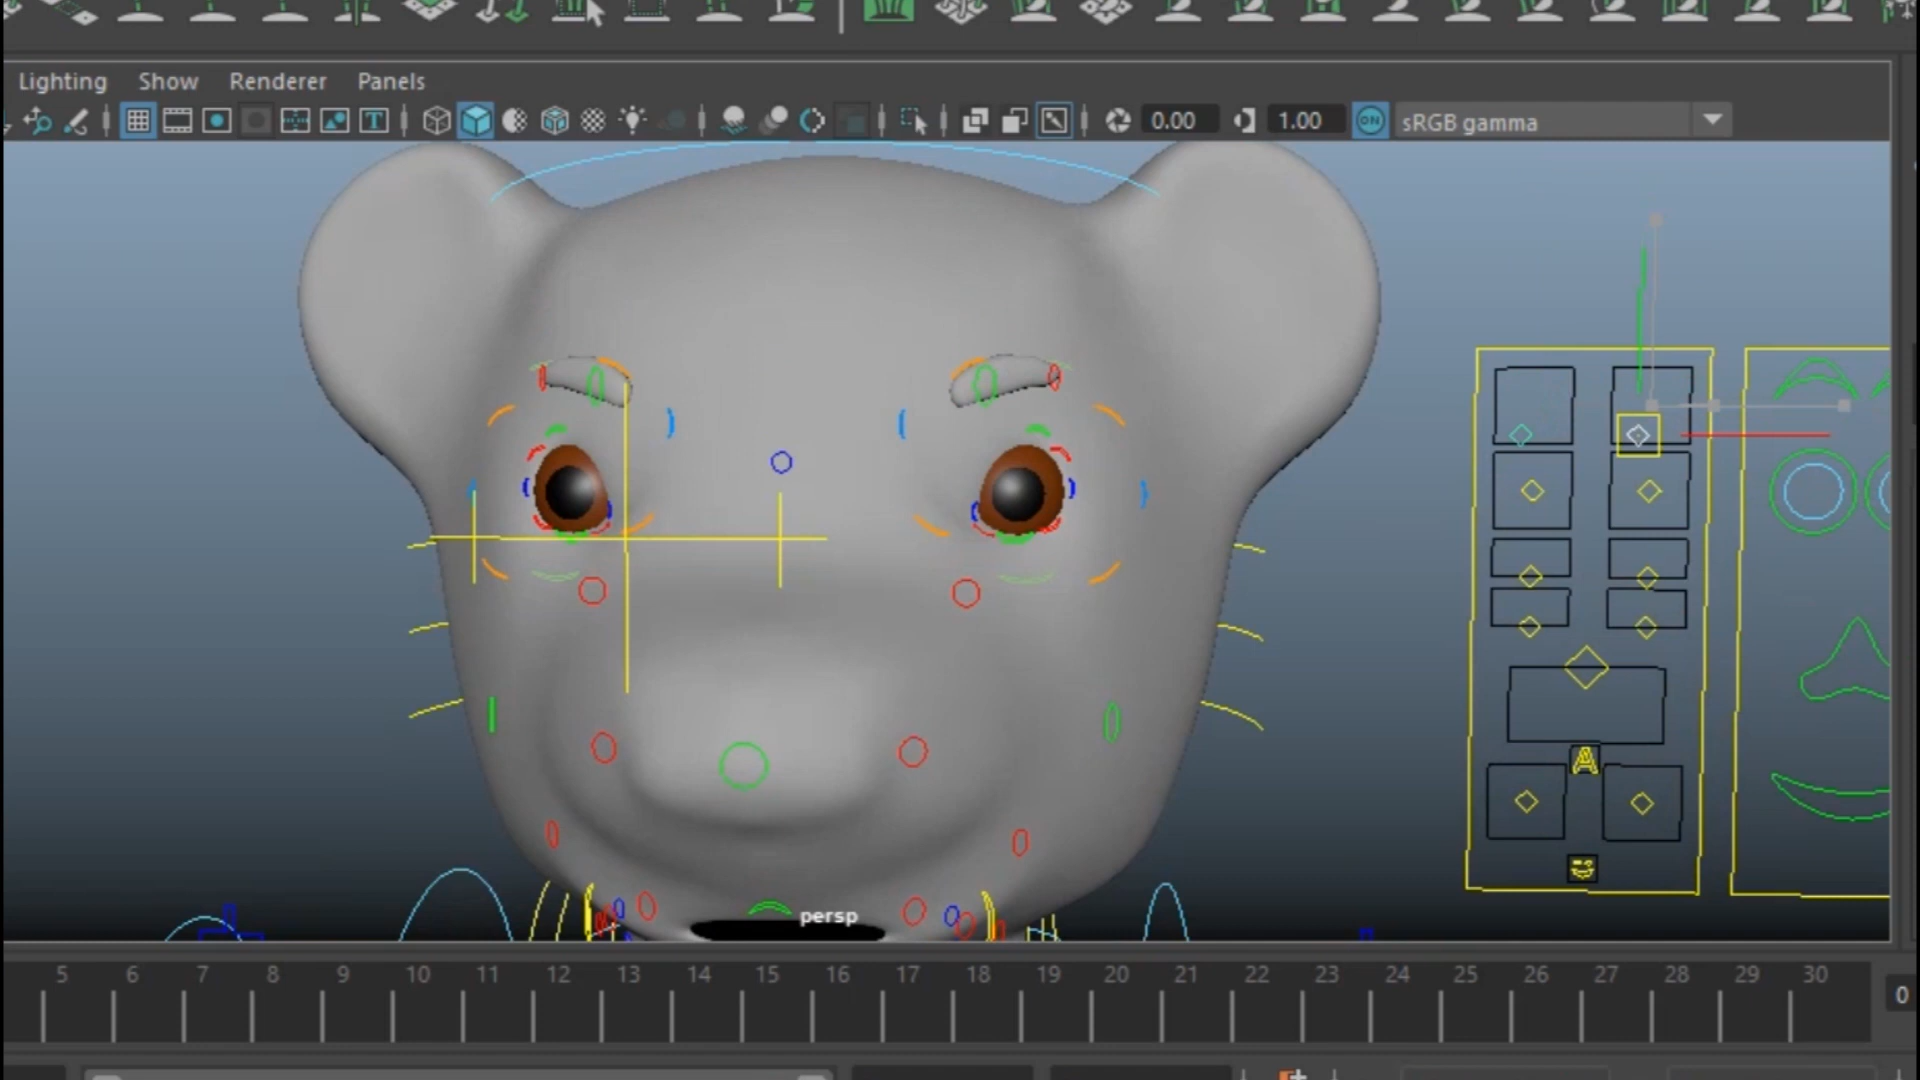 Lighting Show Renderer Panels
0.00 1.00 ON sRGB gamma
A
persp
5 6 7 8 9 10 11 12 13 14 15 16 17 18 19 20 21 22 23 24 25 26 27 28 29 30
0